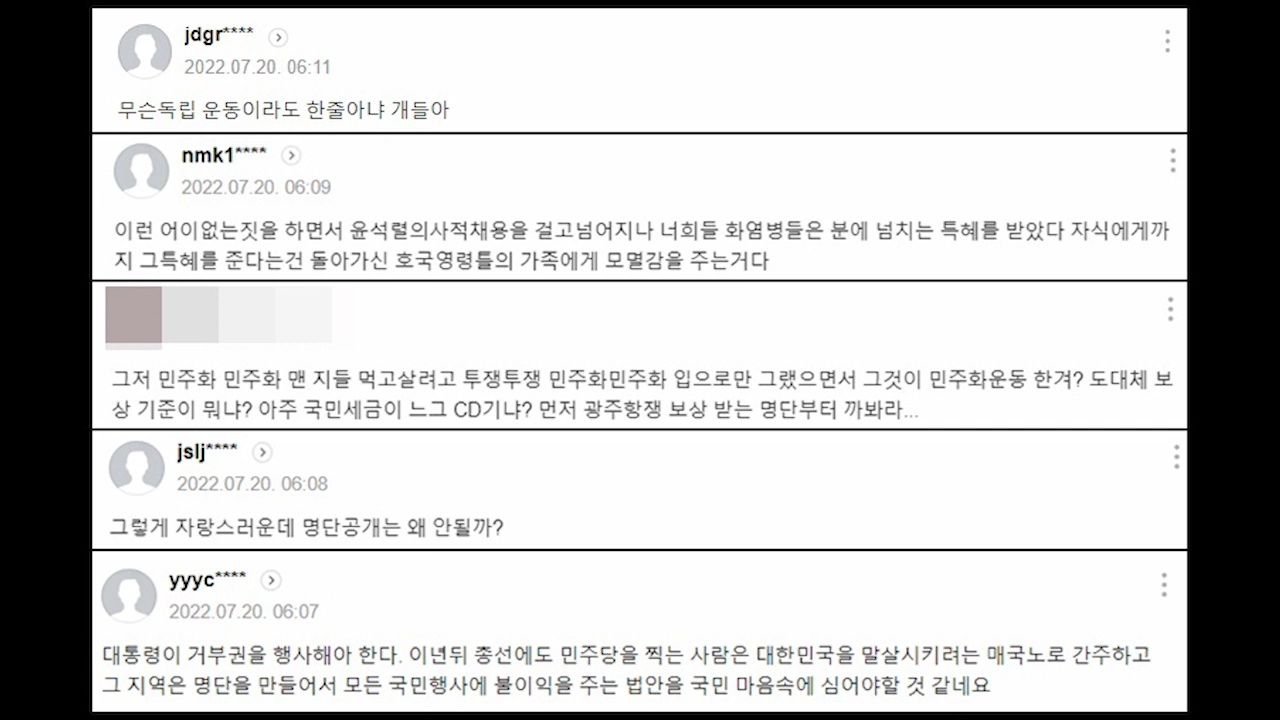 jdgr****
2022.07.20. 06:11
무슨독립 운동이라도 한줄아냐 개들아
nmk1****
2022.07.20. 06:09
이런 어이없는짓을 하면서 윤석렬의사적채용을 걸고넘어지나 너희들 화염병들은 분에 넘치는 특혜를 받았다 자식에게까
지 그특혜를 준다는건 돌아가신 호국영령틀의 가족에게 모멸감을 주는거다
그저 민주화 민주화 맨 지들 먹고살려고 투쟁투쟁 민주화민주화 입으로만 그랬으면서 그것이 민주화운동 한겨? 도대체 보
상 기준이 뭐냐? 아주 국민세금이 느그 CD기냐? 먼저 광주항쟁 보상 받는 명단부터 까봐라...
jslj****
2022.07.20. 06:08
그렇게 자랑스러운데 명단공개는 왜 안될까?
yyyc****
2022.07.20. 06:07
대통령이 거부권을 행사해야 한다. 이년뒤 총선에도 민주당을 찍는 사람은 대한민국을 말살시키려는 매국노로 간주하고
그 지역은 명단을 만들어서 모든 국민행사에 불이익을 주는 법안을 국민 마음속에 심어야할 것 같네요